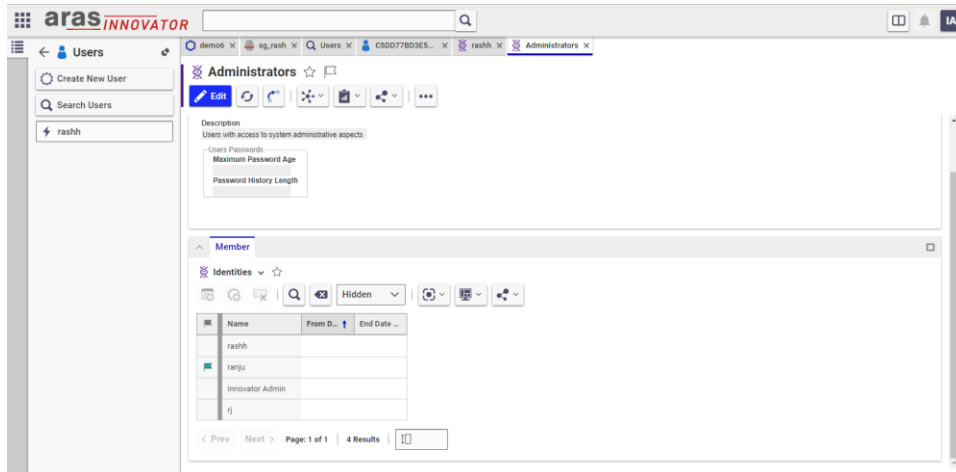 aras INNOVATOR
IA
Users
demo6 × sg_rash × Users × C5DD77BD3E5... × rashh × Administrators ×
Create New User
Search Users
rashh
Administrators
Edit
Description
Users with access to system administrative aspects
Users Passwords
Maximum Password Age
Password History Length
Member
Identities
Hidden
Name From D... End Date ...
rashh
ranju
Innovator Admin
rj
< Prev Next > Page: 1 of 1 4 Results